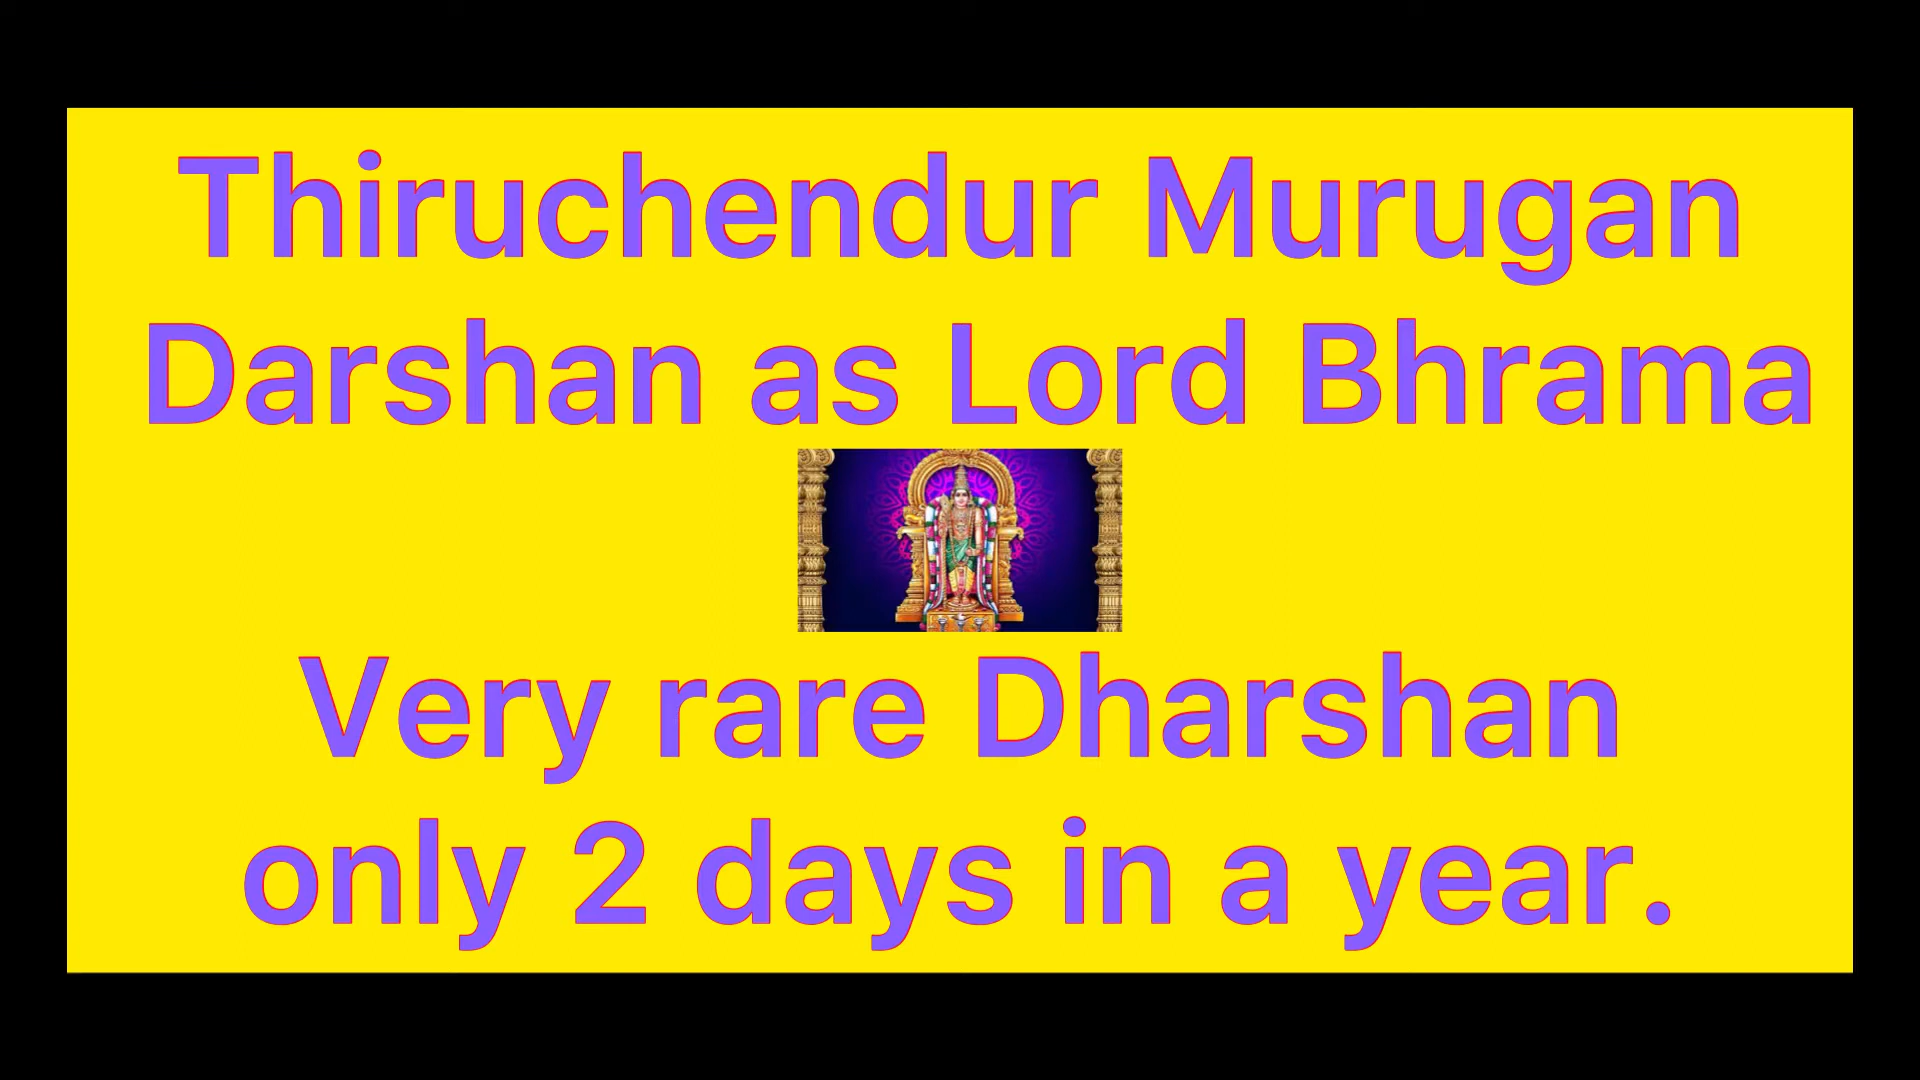 Thiruchendur Murugan
Darshan as Lord Bhrama
Very rare Dharshan
only 2 days in a year.